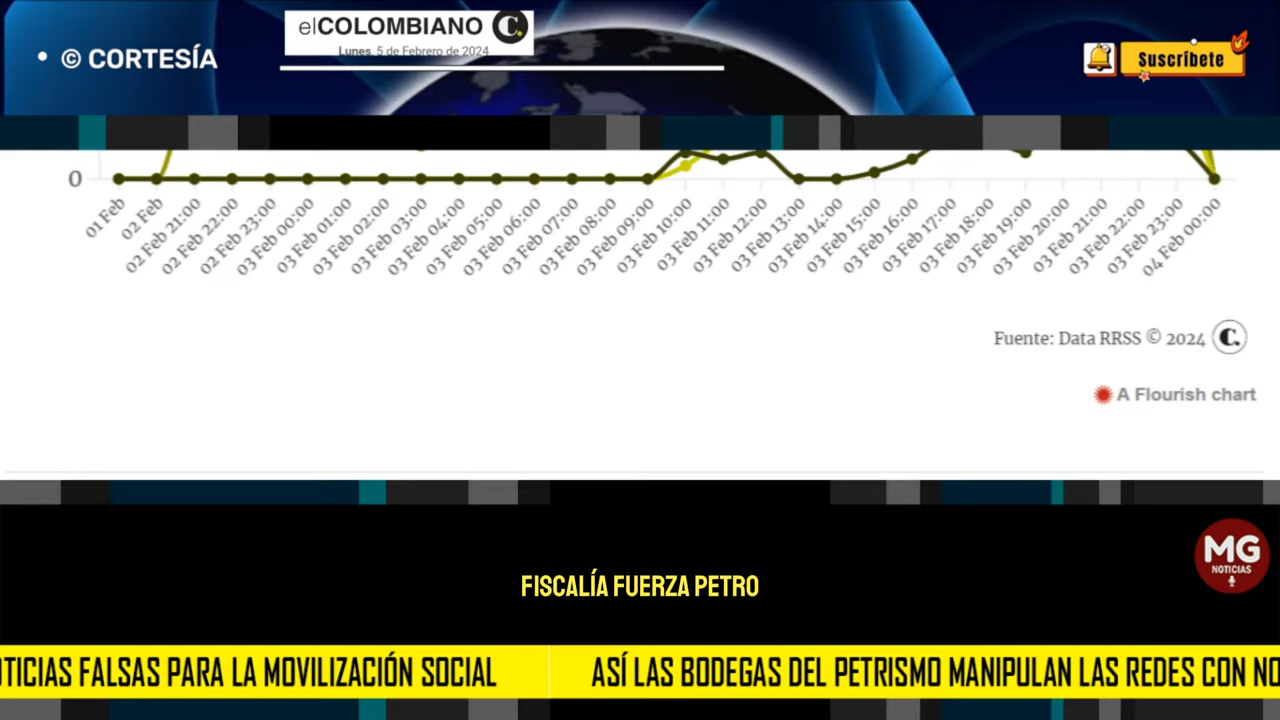 elCOLOMBIANO C.
Lunes, 5 de Febrero de 2024
• © CORTESÍA
Suscríbete
0
01 Feb
02 Feb
02 Feb 21:00
02 Feb 22:00
02 Feb 23:00
03 Feb 00:00
03 Feb 01:00
03 Feb 02:00
03 Feb 03:00
03 Feb 04:00
03 Feb 05:00
03 Feb 06:00
03 Feb 07:00
03 Feb 08:00
03 Feb 09:00
03 Feb 10:00
03 Feb 11:00
03 Feb 12:00
03 Feb 13:00
03 Feb 14:00
03 Feb 15:00
03 Feb 16:00
03 Feb 17:00
03 Feb 18:00
03 Feb 19:00
03 Feb 20:00
03 Feb 21:00
03 Feb 22:00
03 Feb 23:00
04 Feb 00:00
Fuente: Data RRSS © 2024 C.
A Flourish chart
MG
NOTICIAS
FISCALÍA FUERZA PETRO
OTICIAS FALSAS PARA LA MOVILIZACIÓN SOCIAL ASÍ LAS BODEGAS DEL PETRISMO MANIPULAN LAS REDES CON NO